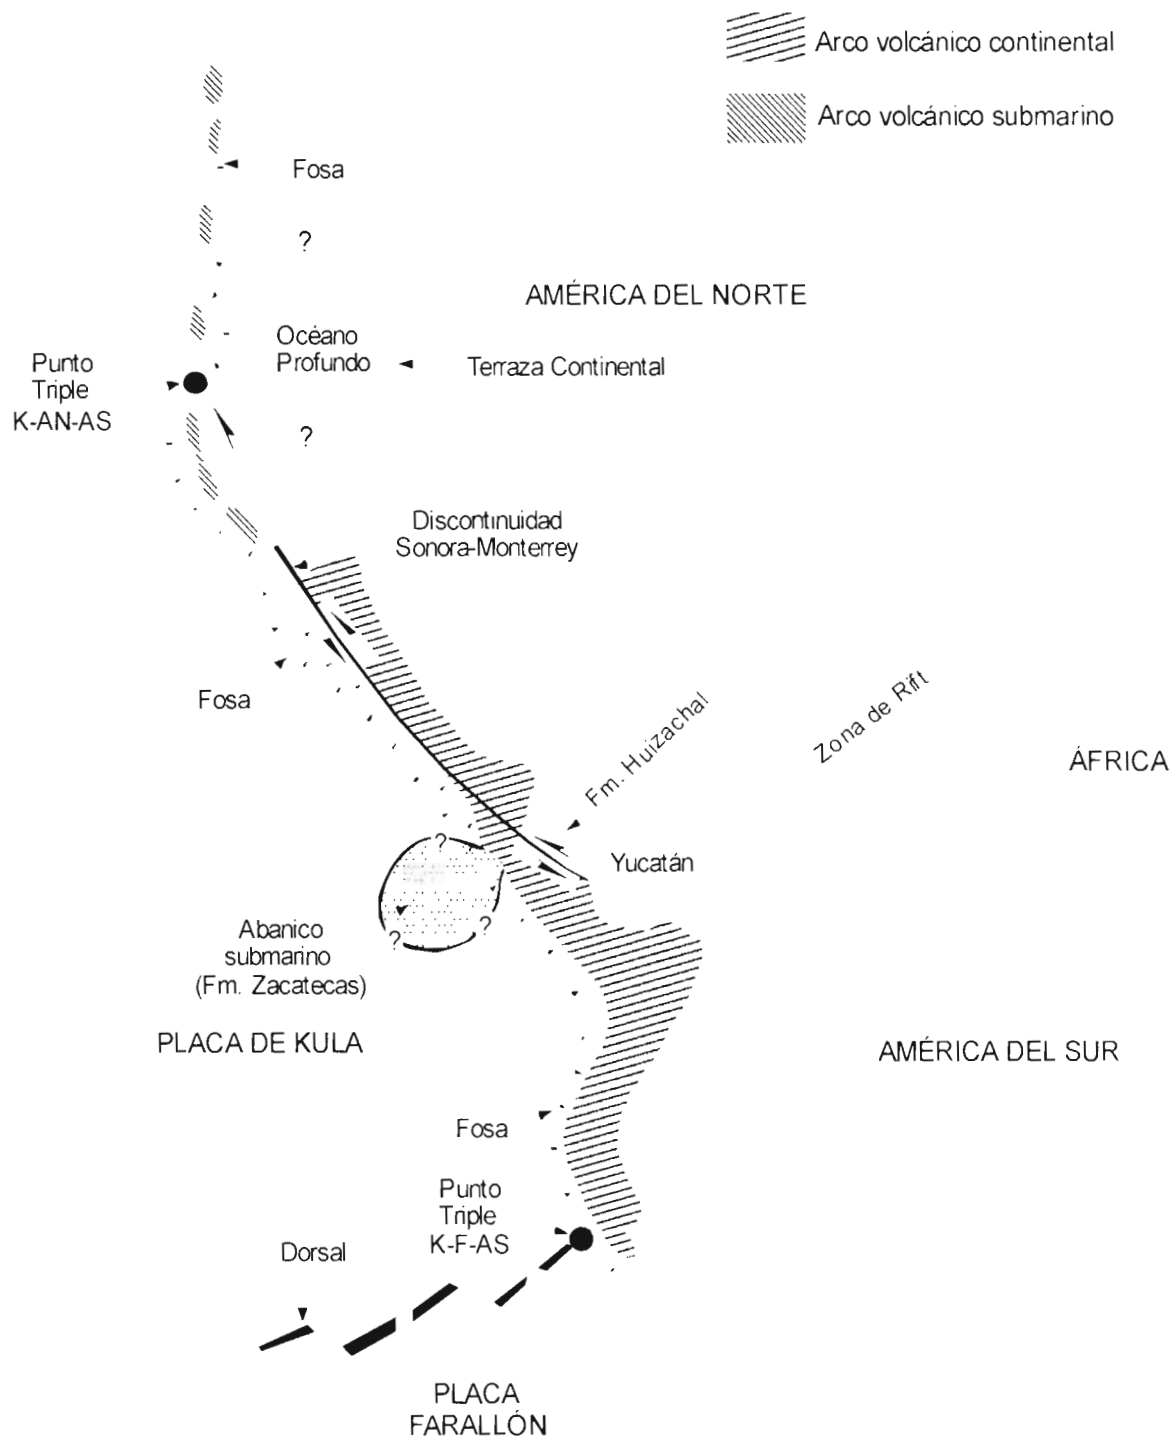 Arco volcánico continental
Arco volcánico submarino
Fosa
?
AMÉRICA DEL NORTE
Océano
Profundo
Terraza Continental
Punto
Triple
K-AN-AS
?
Discontinuidad
Sonora-Monterrey
Fosa
Fm. Huizachal
Zona de Rift
ÁFRICA
?
Yucatán
?
?
Abanico
submarino
(Fm. Zacatecas)
PLACA DE KULA
AMÉRICA DEL SUR
Fosa
Punto
Triple
K-F-AS
Dorsal
PLACA
FARALLÓN